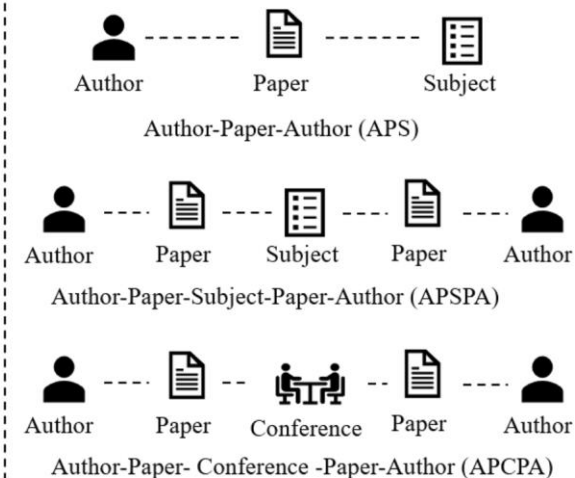 Author Paper Subject
Author-Paper-Author (APS)
Author Paper Subject Paper Author
Author-Paper-Subject-Paper-Author (APSPA)
Author Paper Conference Paper Author
Author-Paper- Conference -Paper-Author (APCPA)